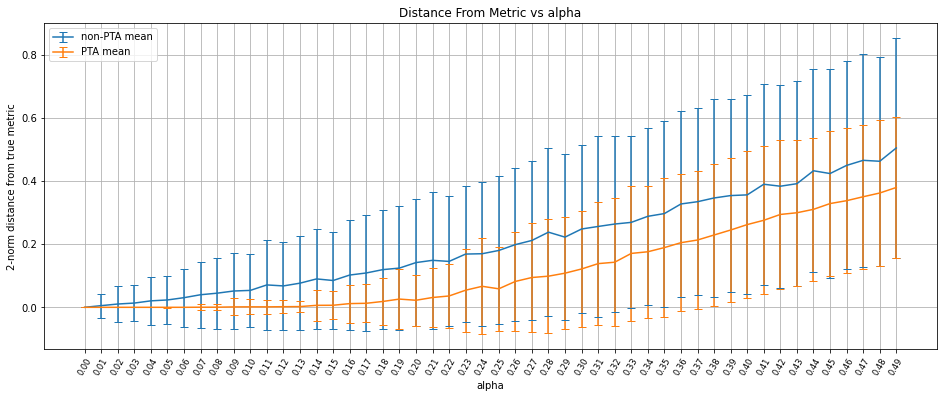 Distance From Metric vs alpha
non-PTA mean
PTA mean
2-norm distance from true metric
0.8
0.6
0.4
0.2
0.0
0.00 0.01 0.02 0.03 0.04 0.05 0.06 0.07 0.08 0.09 0.10 0.11 0.12 0.13 0.14 0.15 0.16 0.17 0.18 0.19 0.20 0.21 0.22 0.23 0.24 0.25 0.26 0.27 0.28 0.29 0.30 0.31 0.32 0.33 0.34 0.35 0.36 0.37 0.38 0.39 0.40 0.41 0.42 0.43 0.44 0.45 0.46 0.47 0.48 0.49
alpha